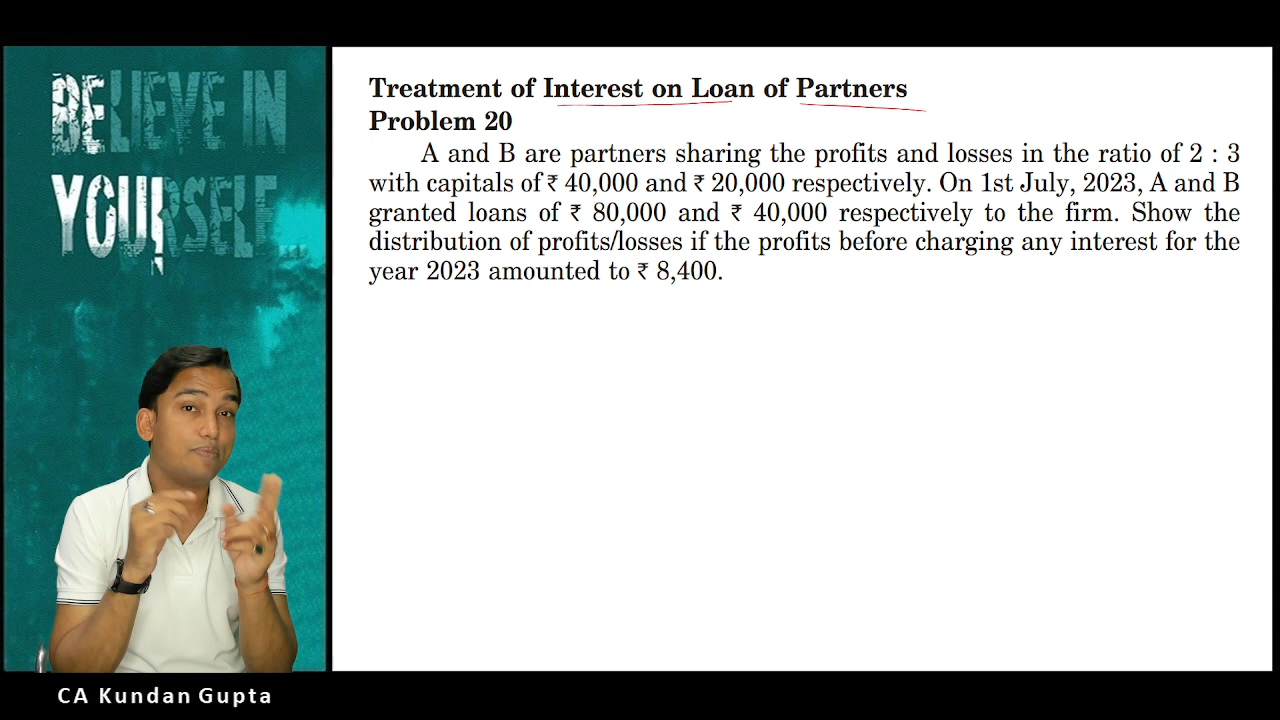 BELIEVE IN
YOURSELF
Treatment of Interest on Loan of Partners
Problem 20
A and B are partners sharing the profits and losses in the ratio of 2 : 3
with capitals of ₹ 40,000 and ₹ 20,000 respectively. On 1st July, 2023, A and B
granted loans of ₹ 80,000 and ₹ 40,000 respectively to the firm. Show the
distribution of profits/losses if the profits before charging any interest for the
year 2023 amounted to ₹ 8,400.
CA Kundan Gupta